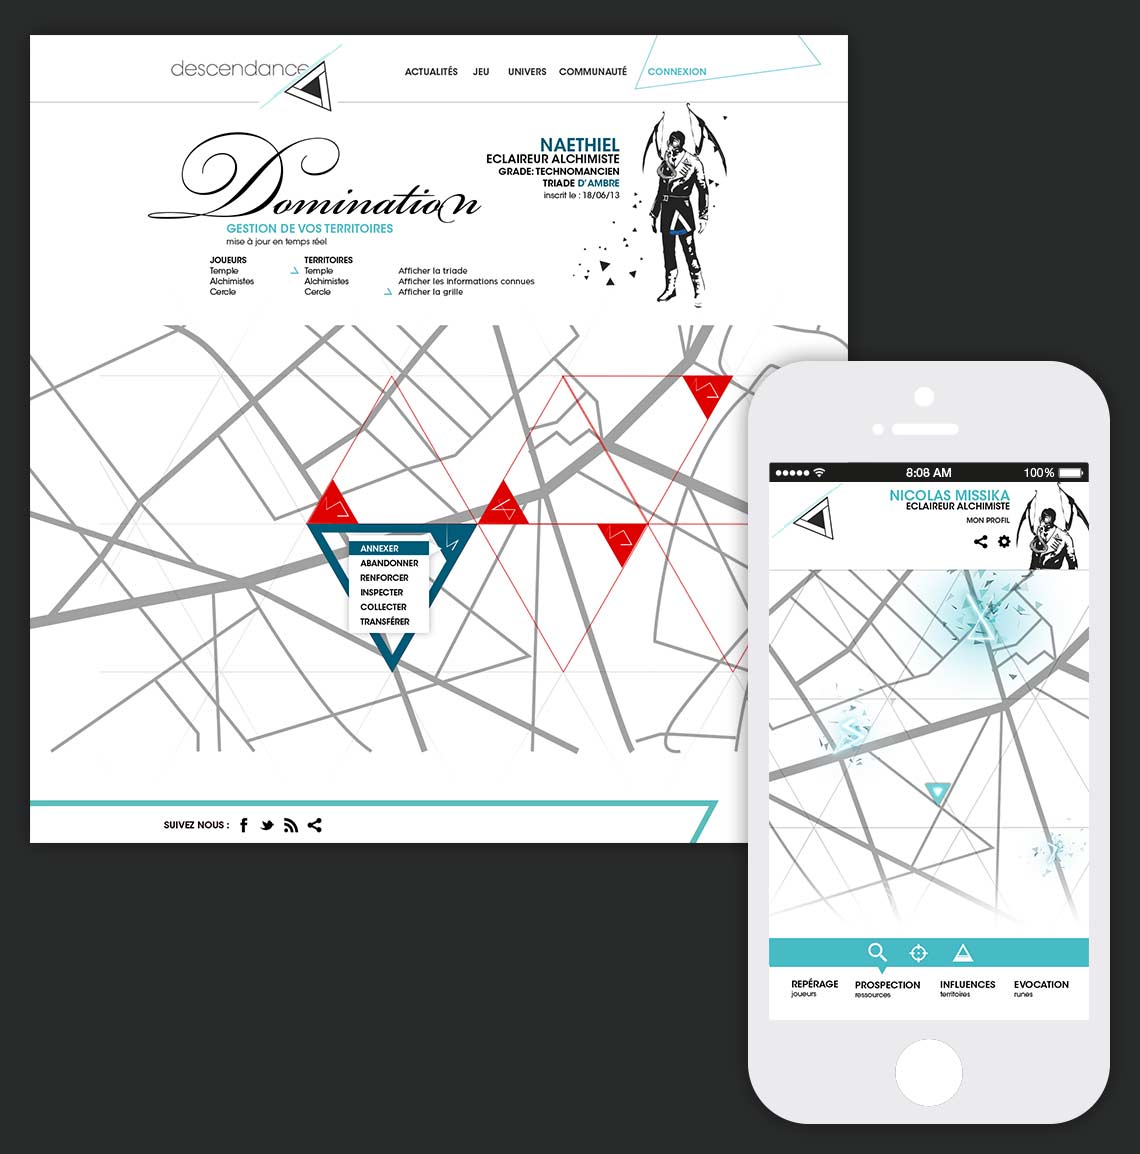 descendance
ACTUALITÉS JEU UNIVERS COMMUNAUTÉ CONNEXION
Domination
GESTION DE VOS TERRITOIRES
mise à jour en temps réel
NAETHIEL
ECLAIREUR ALCHIMISTE
GRADE: TECHNOMANCIEN
TRIADE D'AMBRE
inscrit le : 18/06/13
JOUEURS
Temple
Alchimistes
Cercle
TERRITOIRES
Temple
Alchimistes
Cercle
Afficher la triade
Afficher les informations connues
Afficher la grille
ANNEXER
ABANDONNER
RENFORCER
INSPECTER
COLLECTER
TRANSFÉRER
SUIVEZ NOUS :
8:08 AM 100%
NICOLAS MISSIKA
ECLAIREUR ALCHIMISTE
MON PROFIL
REPÉRAGE PROSPECTION INFLUENCES EVOCATION
joueurs ressources territoires runes